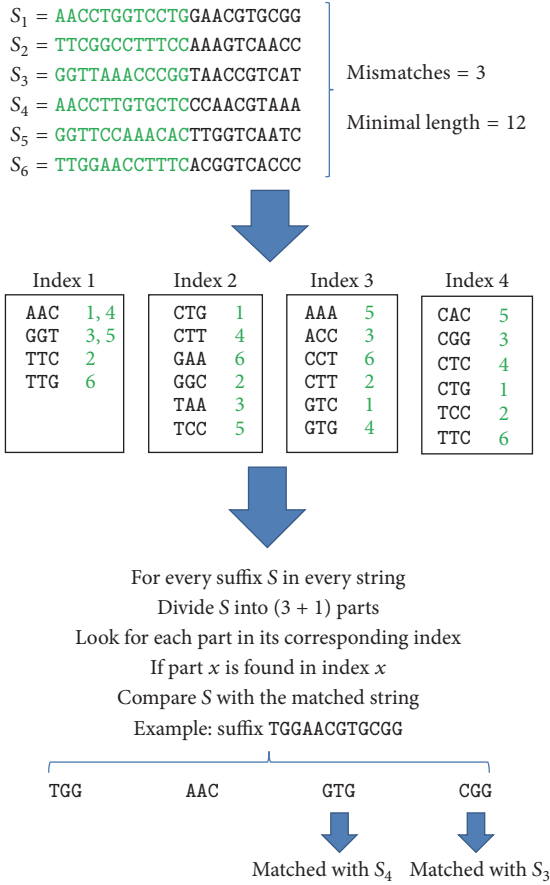 S1 = AACCTGGTCCTGGAACGTGCGG
S2 = TTCGGCCTTTCCAAAGTCAACC
S3 = GGTTAAACCCGGTAACCGTCAT
S4 = AACCTTGTGCTCCCAACGTAAA
S5 = GGTTCCAAACACTTGGTCAATC
S6 = TTGGAACCTTTCACGGTCACCC
Mismatches = 3
Minimal length = 12
Index 1
AAC 1, 4
GGT 3, 5
TTC 2
TTG 6
Index 2
CTG 1
CTT 4
GAA 6
GGC 2
TAA 3
TCC 5
Index 3
AAA 5
ACC 3
CCT 6
CTT 2
GTC 1
GTG 4
Index 4
CAC 5
CGG 3
CTC 4
CTG 1
TCC 2
TTC 6
For every suffix S in every string
Divide S into (3 + 1) parts
Look for each part in its corresponding index
If part x is found in index x
Compare S with the matched string
Example: suffix TGGAACGTGCGG
TGG AAC GTG CGG
Matched with S4 Matched with S3